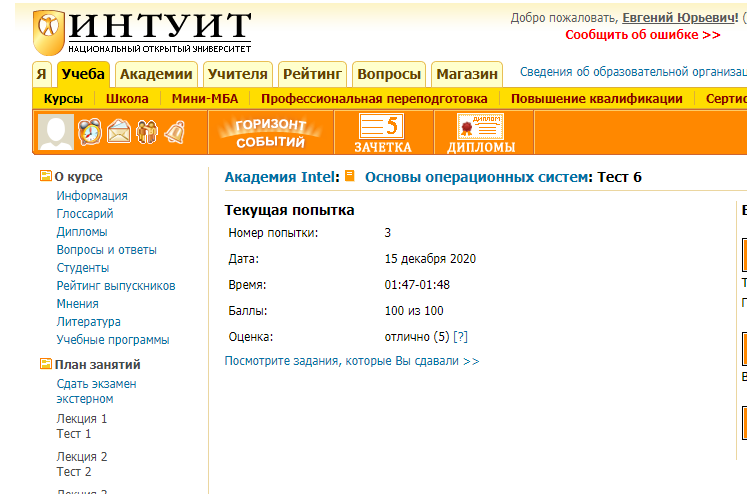 ИНТУИТ
НАЦИОНАЛЬНЫЙ ОТКРЫТЫЙ УНИВЕРСИТЕТ
Добро пожаловать, Евгений Юрьевич! (
Сообщить об ошибке >>
Я Учеба Академии Учителя Рейтинг Вопросы Магазин
Сведения об образовательной организац
Курсы Школа Мини-МБА Профессиональная переподготовка Повышение квалификации Серти
ГОРИЗОНТ СОБЫТИЙ
5 ЗАЧЕТКА
ДИПЛОМ ДИПЛОМЫ
О курсе
Информация
Глоссарий
Дипломы
Вопросы и ответы
Студенты
Рейтинг выпускников
Мнения
Литература
Учебные программы
План занятий
Сдать экзамен
экстерном
Лекция 1
Тест 1
Лекция 2
Тест 2
Академия Intel: Основы операционных систем: Тест 6
Текущая попытка
Номер попытки: 3
Дата: 15 декабря 2020
Время: 01:47-01:48
Баллы: 100 из 100
Оценка: отлично (5) [?]
Посмотрите задания, которые Вы сдавали >>